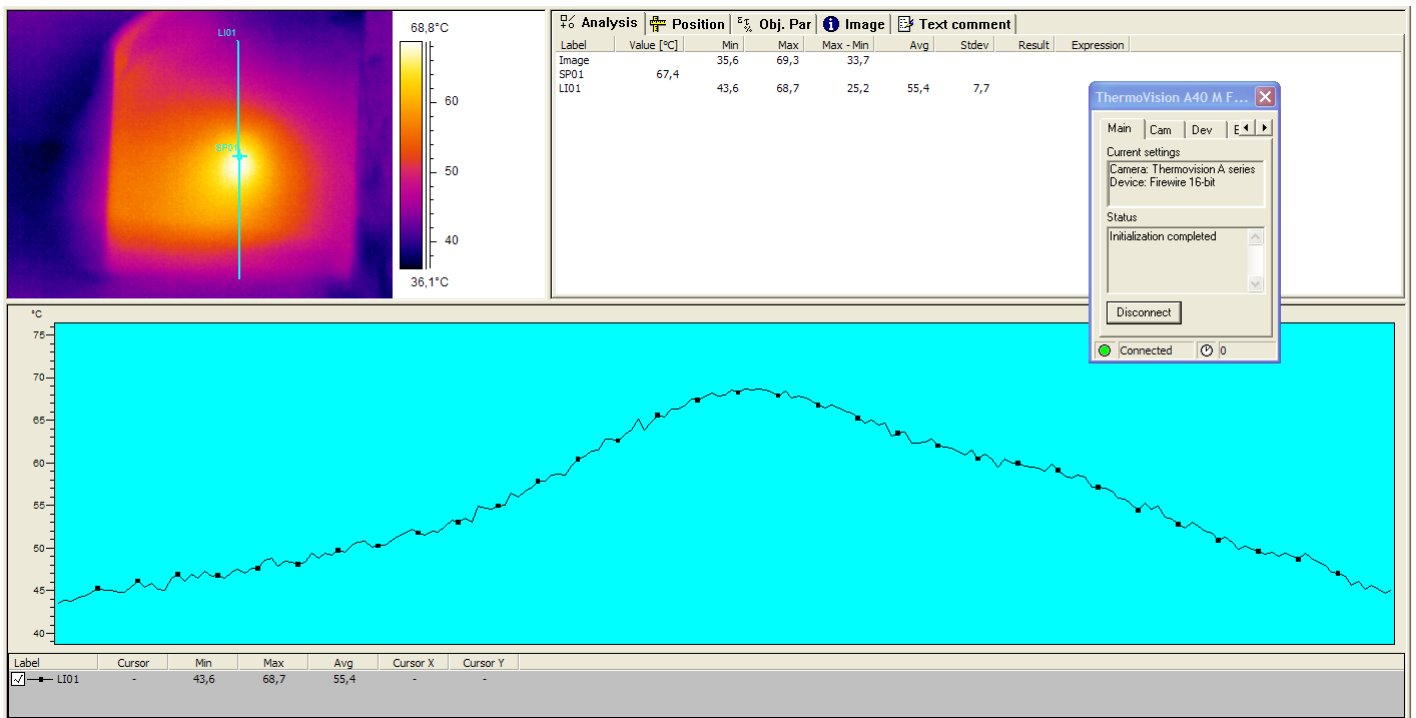 LI01
SP01
68,8°C
60
50
40
36,1°C
Analysis Position Obj. Par Image Text comment
Label Value [°C] Min Max Max - Min Avg Stdev Result Expression
Image 35,6 69,3 33,7
SP01 67,4
LI01 43,6 68,7 25,2 55,4 7,7
ThermoVision A40 M F...
Main Cam Dev E
Current settings
Camera: Thermovision A series
Device: Firewire 16-bit
Status
Initialization completed
Disconnect
Connected 0
°C
75
70
65
60
55
50
45
40
Label Cursor Min Max Avg Cursor X Cursor Y
LI01 - 43,6 68,7 55,4 - -